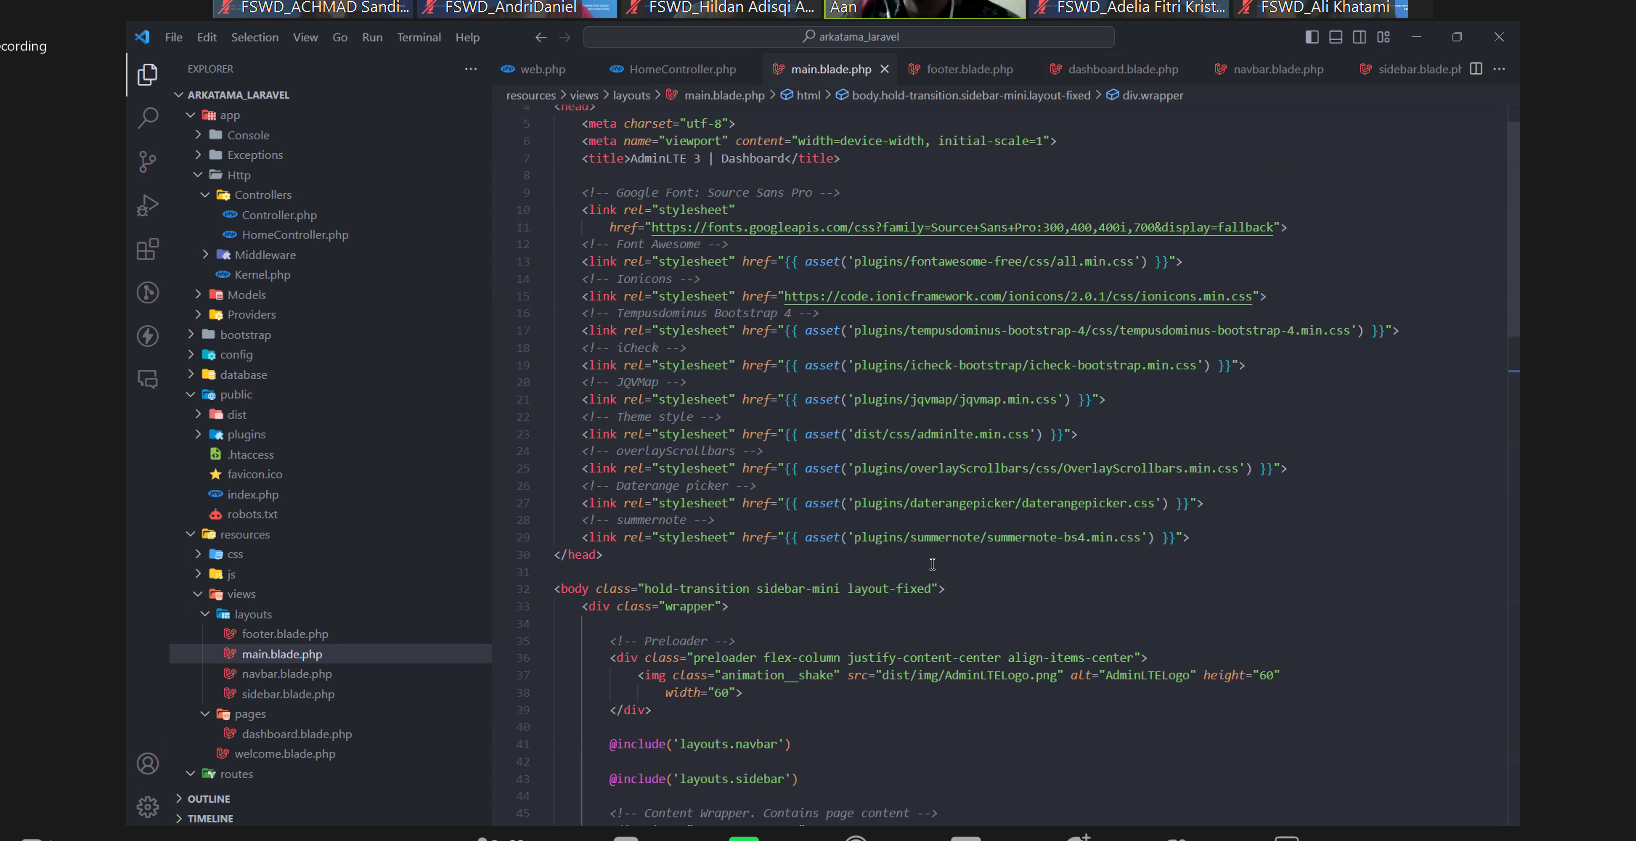 FSWD_ACHMAD Sandi... FSWD_AndriDaniel FSWD_Hildan Adisqi A... Aan FSWD_Adelia Fitri Krist... FSWD_Ali Khatami
ecording
File Edit Selection View Go Run Terminal Help
arkatama_laravel
EXPLORER
web.php HomeController.php main.blade.php footer.blade.php dashboard.blade.php navbar.blade.php sidebar.blade.ph
resources > views > layouts > main.blade.php > html > body.hold-transition.sidebar-mini.layout-fixed > div.wrapper
ARKATAMA_LARAVEL
app
Console
Exceptions
Http
Controllers
Controller.php
HomeController.php
Middleware
Kernel.php
Models
Providers
bootstrap
config
database
public
dist
plugins
.htaccess
favicon.ico
index.php
robots.txt
resources
css
js
views
layouts
footer.blade.php
main.blade.php
navbar.blade.php
sidebar.blade.php
pages
dashboard.blade.php
welcome.blade.php
routes
OUTLINE
TIMELINE
4 <head>
5 <meta charset="utf-8">
6 <meta name="viewport" content="width=device-width, initial-scale=1">
7 <title>AdminLTE 3 | Dashboard</title>
8
9 <!-- Google Font: Source Sans Pro -->
10 <link rel="stylesheet"
11 href="https://fonts.googleapis.com/css?family=Source+Sans+Pro:300,400,400i,700&display=fallback">
12 <!-- Font Awesome -->
13 <link rel="stylesheet" href="{{ asset('plugins/fontawesome-free/css/all.min.css') }}">
14 <!-- Ionicons -->
15 <link rel="stylesheet" href="https://code.ionicframework.com/ionicons/2.0.1/css/ionicons.min.css">
16 <!-- Tempusdominus Bootstrap 4 -->
17 <link rel="stylesheet" href="{{ asset('plugins/tempusdominus-bootstrap-4/css/tempusdominus-bootstrap-4.min.css') }}">
18 <!-- iCheck -->
19 <link rel="stylesheet" href="{{ asset('plugins/icheck-bootstrap/icheck-bootstrap.min.css') }}">
20 <!-- JQVMap -->
21 <link rel="stylesheet" href="{{ asset('plugins/jqvmap/jqvmap.min.css') }}">
22 <!-- Theme style -->
23 <link rel="stylesheet" href="{{ asset('dist/css/adminlte.min.css') }}">
24 <!-- overlayScrollbars -->
25 <link rel="stylesheet" href="{{ asset('plugins/overlayScrollbars/css/OverlayScrollbars.min.css') }}">
26 <!-- Daterange picker -->
27 <link rel="stylesheet" href="{{ asset('plugins/daterangepicker/daterangepicker.css') }}">
28 <!-- summernote -->
29 <link rel="stylesheet" href="{{ asset('plugins/summernote/summernote-bs4.min.css') }}">
30 </head>
31
32 <body class="hold-transition sidebar-mini layout-fixed">
33 <div class="wrapper">
34
35 <!-- Preloader -->
36 <div class="preloader flex-column justify-content-center align-items-center">
37 <img class="animation__shake" src="dist/img/AdminLTELogo.png" alt="AdminLTELogo" height="60"
38 width="60">
39 </div>
40
41 @include('layouts.navbar')
42
43 @include('layouts.sidebar')
44
45 <!-- Content Wrapper. Contains page content -->